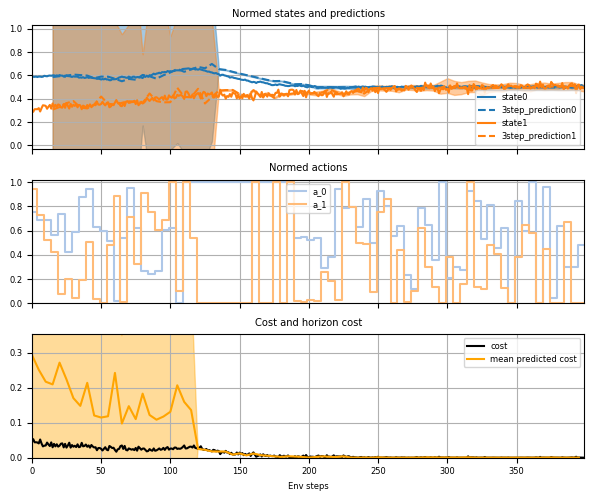 Normed states and predictions
1.0
0.8
0.6
0.4
0.2
0.0
state0
3step_prediction0
state1
3step_prediction1
Normed actions
1.0
0.8
0.6
0.4
0.2
0.0
a_0
a_1
Cost and horizon cost
0.3
0.2
0.1
0.0
cost
mean predicted cost
0 50 100 150 200 250 300 350
Env steps